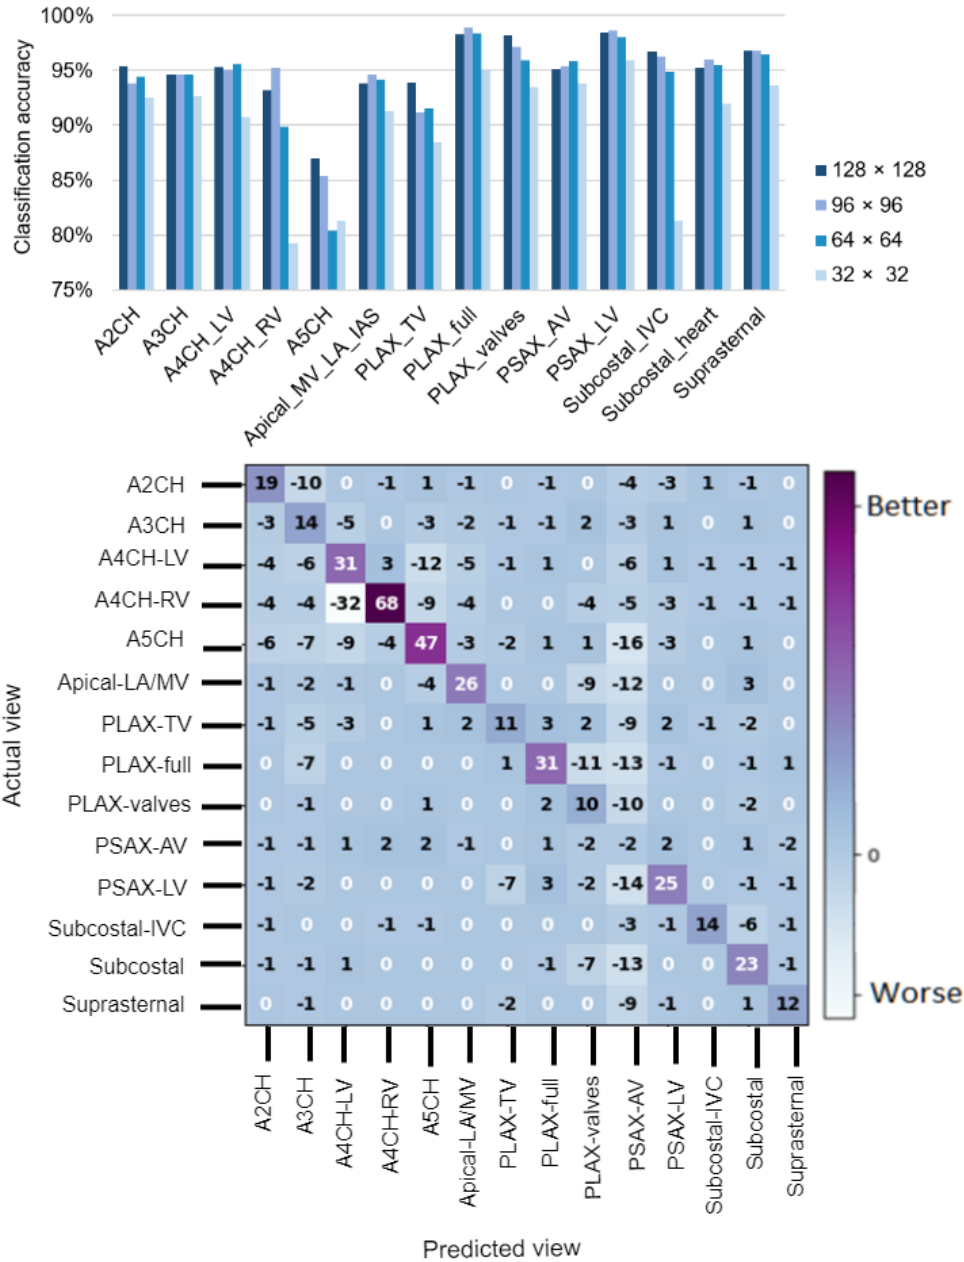 100%
95%
90%
85%
80%
75%
Classification accuracy
A2CH
A3CH
A4CH_LV
A4CH_RV
A5CH
Apical_MV_LA_IAS
PLAX_TV
PLAX_full
PLAX_valves
PSAX_AV
PSAX_LV
Subcostal_IVC
Subcostal_heart
Suprasternal
128 × 128
96 × 96
64 × 64
32 × 32
Actual view
A2CH 19 -10 0 -1 1 -1 0 -1 0 -4 -3 1 -1 0
A3CH -3 14 -5 0 -3 -2 -1 -1 2 -3 1 0 1 0
A4CH-LV -4 -6 31 3 -12 -5 -1 1 0 -6 1 -1 -1 -1
A4CH-RV -4 -4 -32 68 -9 -4 0 0 -4 -5 -3 -1 -1 -1
A5CH -6 -7 -9 -4 47 -3 -2 1 1 -16 -3 0 1 0
Apical-LA/MV -1 -2 -1 0 -4 26 0 0 -9 -12 0 0 3 0
PLAX-TV -1 -5 -3 0 1 2 11 3 2 -9 2 -1 -2 0
PLAX-full 0 -7 0 0 0 0 1 31 -11 -13 -1 0 -1 1
PLAX-valves 0 -1 0 0 1 0 0 2 10 -10 0 0 -2 0
PSAX-AV -1 -1 1 2 2 -1 0 1 -2 -2 2 0 1 -2
PSAX-LV -1 -2 0 0 0 0 -7 3 -2 -14 25 0 -1 -1
Subcostal-IVC -1 0 0 -1 -1 0 0 0 0 -3 -1 14 -6 -1
Subcostal -1 -1 1 0 0 0 0 -1 -7 -13 0 0 23 -1
Suprasternal 0 -1 0 0 0 0 -2 0 0 -9 -1 0 1 12
Better
0
Worse
A2CH
A3CH
A4CH-LV
A4CH-RV
A5CH
Apical-LA/MV
PLAX-TV
PLAX-full
PLAX-valves
PSAX-AV
PSAX-LV
Subcostal-IVC
Subcostal
Suprasternal
Predicted view